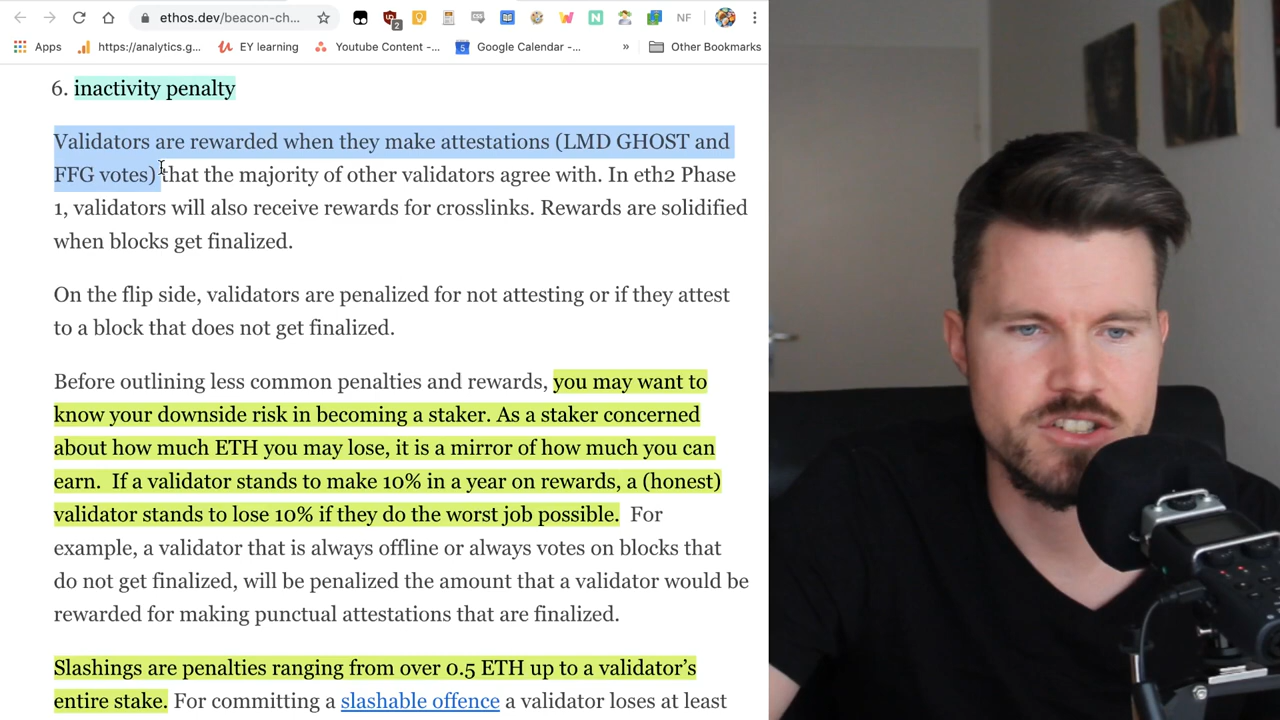 ethos.dev/beacon-ch...
2
NF
Apps
https://analytics.g...
EY learning
Youtube Content -...
5
Google Calendar -...
»
Other Bookmarks
6. inactivity penalty
Validators are rewarded when they make attestations (LMD GHOST and
FFG votes) that the majority of other validators agree with. In eth2 Phase
1, validators will also receive rewards for crosslinks. Rewards are solidified
when blocks get finalized.
On the flip side, validators are penalized for not attesting or if they attest
to a block that does not get finalized.
Before outlining less common penalties and rewards, you may want to
know your downside risk in becoming a staker. As a staker concerned
about how much ETH you may lose, it is a mirror of how much you can
earn. If a validator stands to make 10% in a year on rewards, a (honest)
validator stands to lose 10% if they do the worst job possible. For
example, a validator that is always offline or always votes on blocks that
do not get finalized, will be penalized the amount that a validator would be
rewarded for making punctual attestations that are finalized.
Slashings are penalties ranging from over 0.5 ETH up to a validator's
entire stake. For committing a slashable offence a validator loses at least